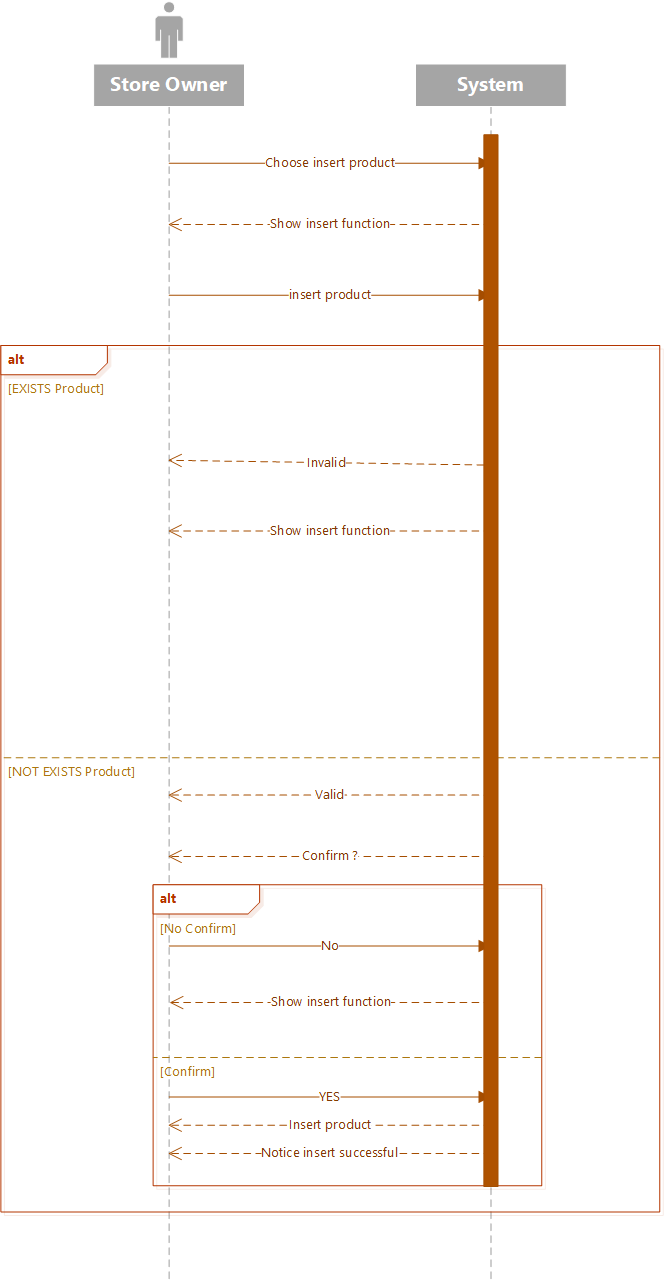 Store Owner
System
Choose insert product
Show insert function
insert product
alt
[EXISTS Product]
Invalid
Show insert function
[NOT EXISTS Product]
Valid
Confirm ?
alt
[No Confirm]
No
Show insert function
[Confirm]
YES
Insert product
Notice insert successful